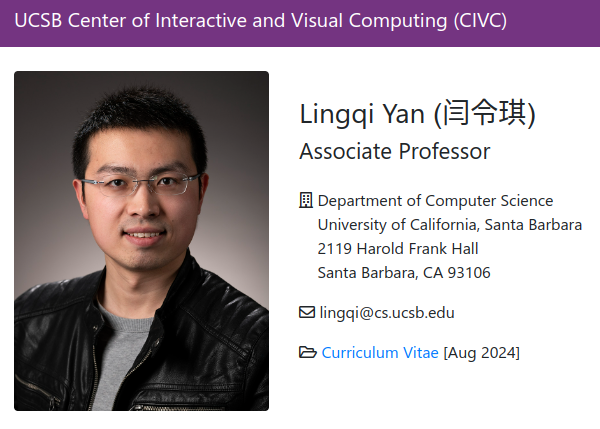 UCSB Center of Interactive and Visual Computing (CIVC)
Lingqi Yan (闫令琪)
Associate Professor
Department of Computer Science
University of California, Santa Barbara
2119 Harold Frank Hall
Santa Barbara, CA 93106
lingqi@cs.ucsb.edu
Curriculum Vitae [Aug 2024]